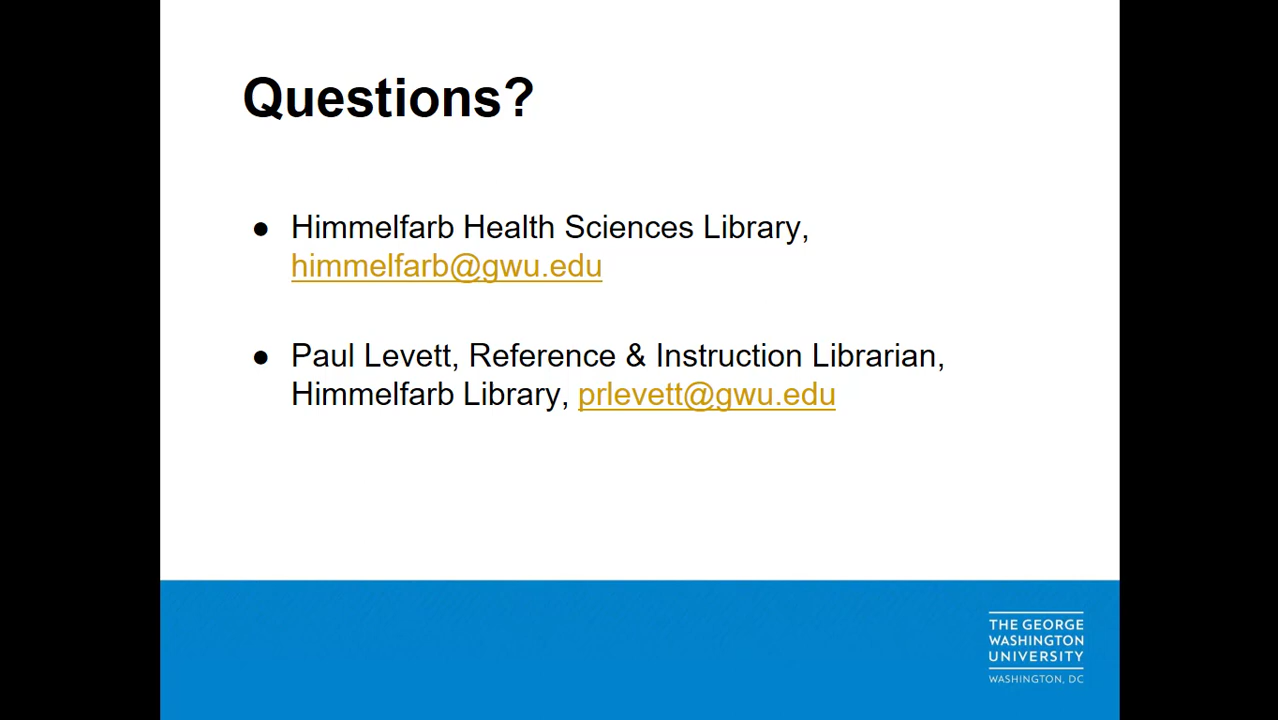 Questions?
● Himmelfarb Health Sciences Library,
himmelfarb@gwu.edu
● Paul Levett, Reference & Instruction Librarian,
Himmelfarb Library, prlevett@gwu.edu
THE GEORGE
WASHINGTON
UNIVERSITY
WASHINGTON, DC